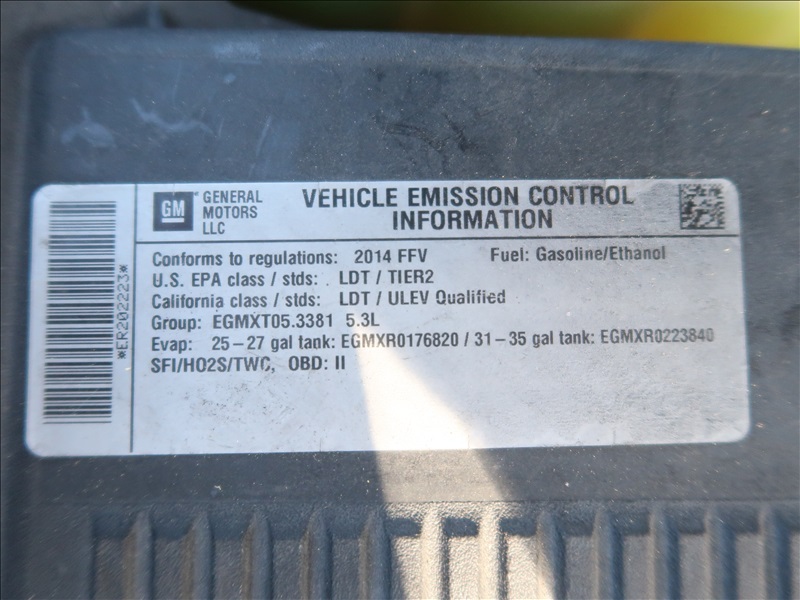 GM
GENERAL
MOTORS
LLC
VEHICLE EMISSION CONTROL
INFORMATION
Conforms to regulations: 2014 FFV Fuel: Gasoline/Ethanol
U.S. EPA class / stds: LDT / TIER2
California class / stds: LDT / ULEV Qualified
Group: EGMXT05.3381 5.3L
Evap: 25-27 gal tank: EGMXR0176820 / 31-35 gal tank: EGMXR0223840
SFI/HO2S/TWC, OBD: II
*ER202223*